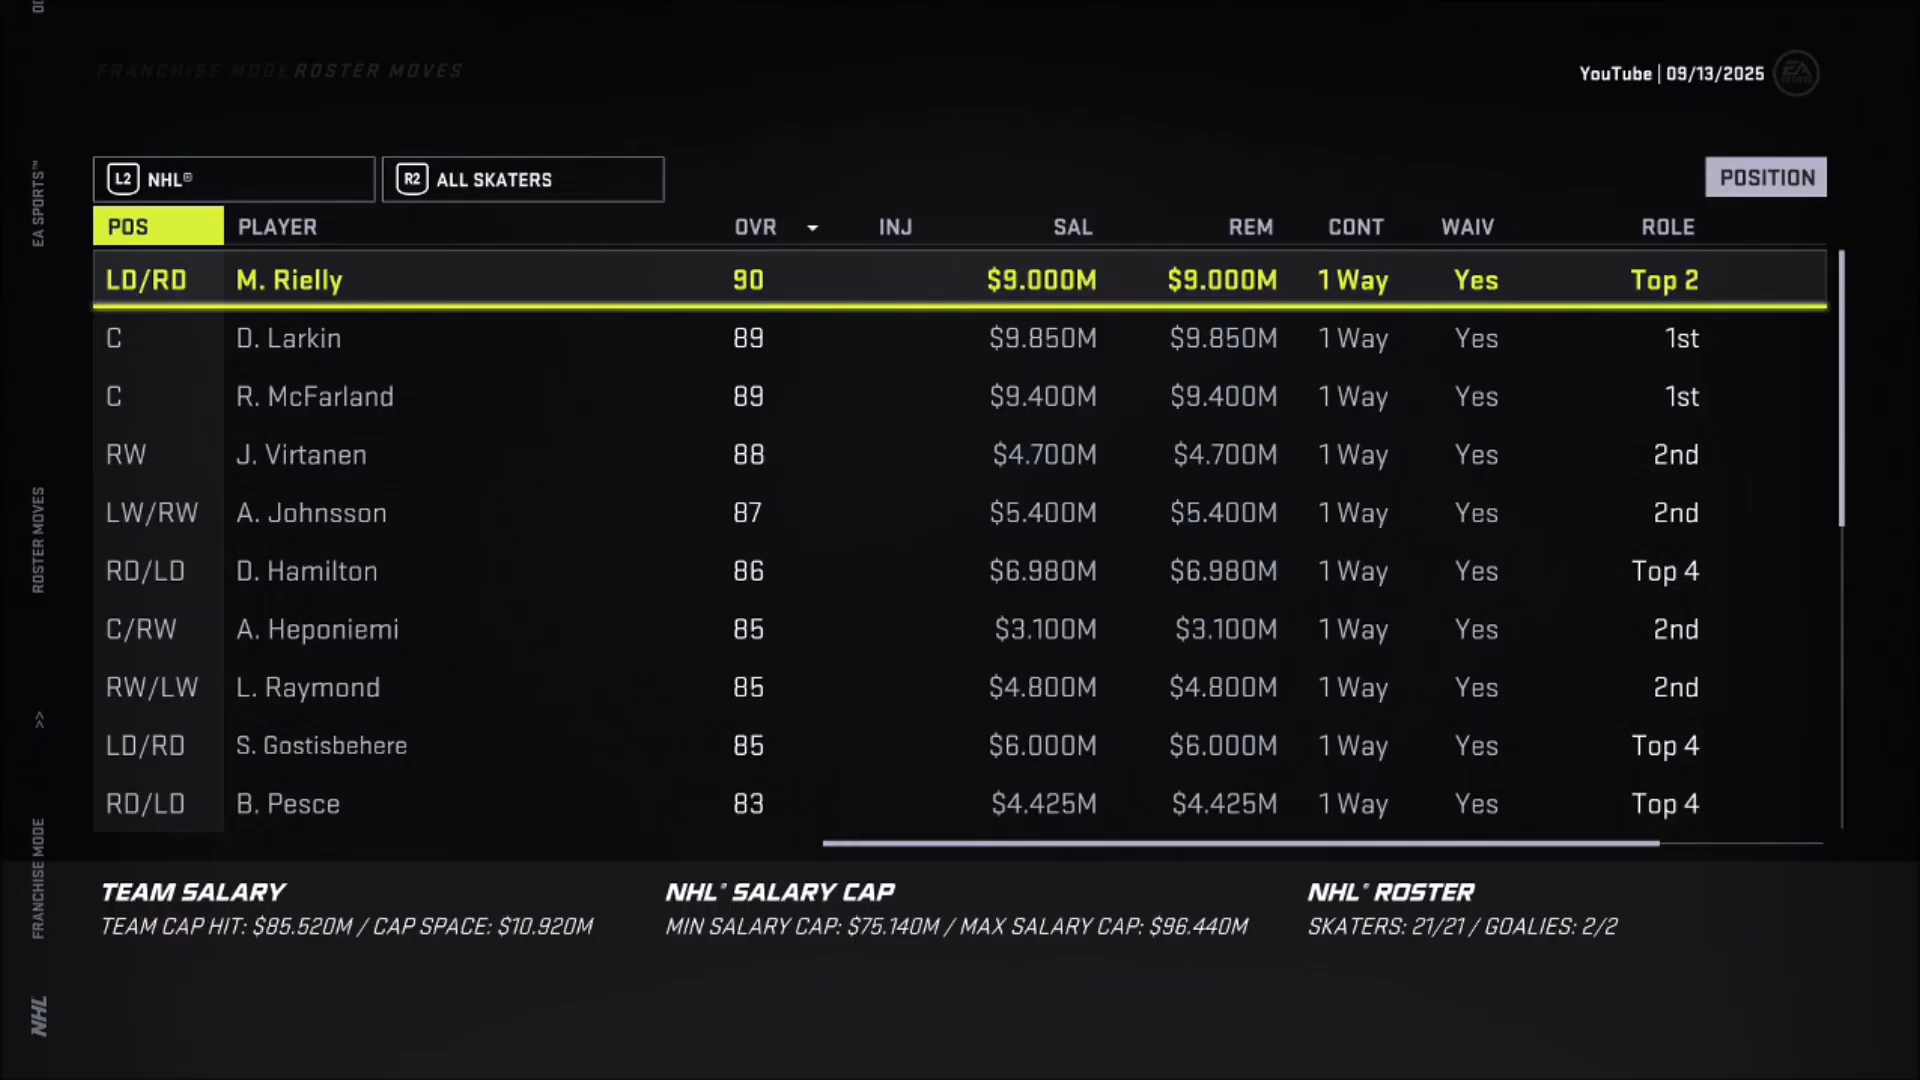 FRANCHISE MODE ROSTER MOVES
YouTube | 09/13/2025
L2 NHL
R2 ALL SKATERS
POSITION
POS PLAYER OVR INJ SAL REM CONT WAIV ROLE
LD/RD M. Rielly 90 $9.000M $9.000M 1 Way Yes Top 2
C D. Larkin 89 $9.850M $9.850M 1 Way Yes 1st
C R. McFarland 89 $9.400M $9.400M 1 Way Yes 1st
RW J. Virtanen 88 $4.700M $4.700M 1 Way Yes 2nd
LW/RW A. Johnsson 87 $5.400M $5.400M 1 Way Yes 2nd
RD/LD D. Hamilton 86 $6.980M $6.980M 1 Way Yes Top 4
C/RW A. Heponiemi 85 $3.100M $3.100M 1 Way Yes 2nd
RW/LW L. Raymond 85 $4.800M $4.800M 1 Way Yes 2nd
LD/RD S. Gostisbehere 85 $6.000M $6.000M 1 Way Yes Top 4
RD/LD B. Pesce 83 $4.425M $4.425M 1 Way Yes Top 4
TEAM SALARY
TEAM CAP HIT: $85.520M / CAP SPACE: $10.920M
NHL SALARY CAP
MIN SALARY CAP: $75.140M / MAX SALARY CAP: $96.440M
NHL ROSTER
SKATERS: 21/21 / GOALIES: 2/2
NHL FRANCHISE MODE >> ROSTER MOVES EA SPORTS™